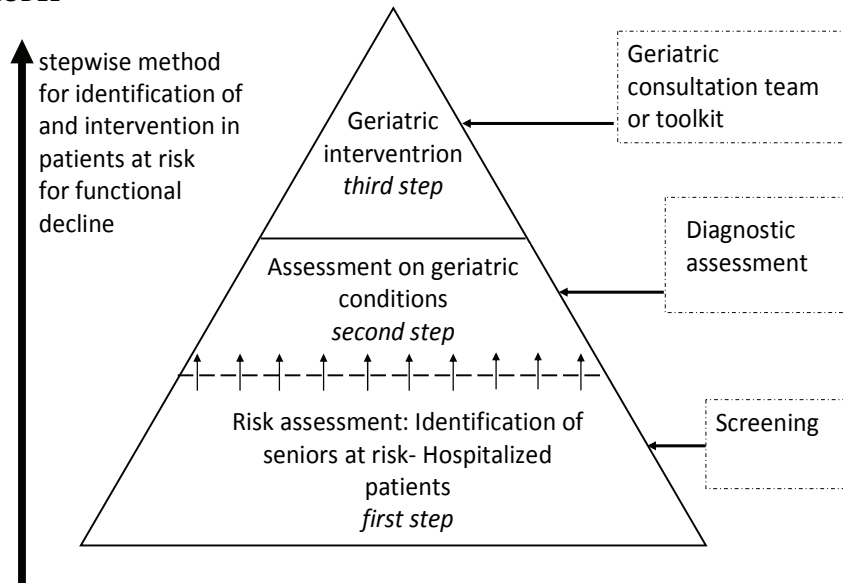 stepwise method
for identification of
and intervention in
patients at risk
for functional
decline
Geriatric
interventrion
third step
Assessment on geriatric
conditions
second step
Risk assessment: Identification of
seniors at risk- Hospitalized
patients
first step
Geriatric
consultation team
or toolkit
Diagnostic
assessment
Screening